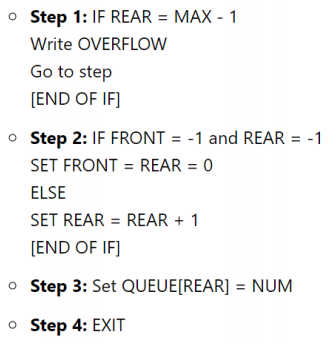 Step 1: IF REAR = MAX - 1
Write OVERFLOW
Go to step
[END OF IF]
Step 2: IF FRONT = -1 and REAR = -1
SET FRONT = REAR = 0
ELSE
SET REAR = REAR + 1
[END OF IF]
Step 3: Set QUEUE[REAR] = NUM
Step 4: EXIT